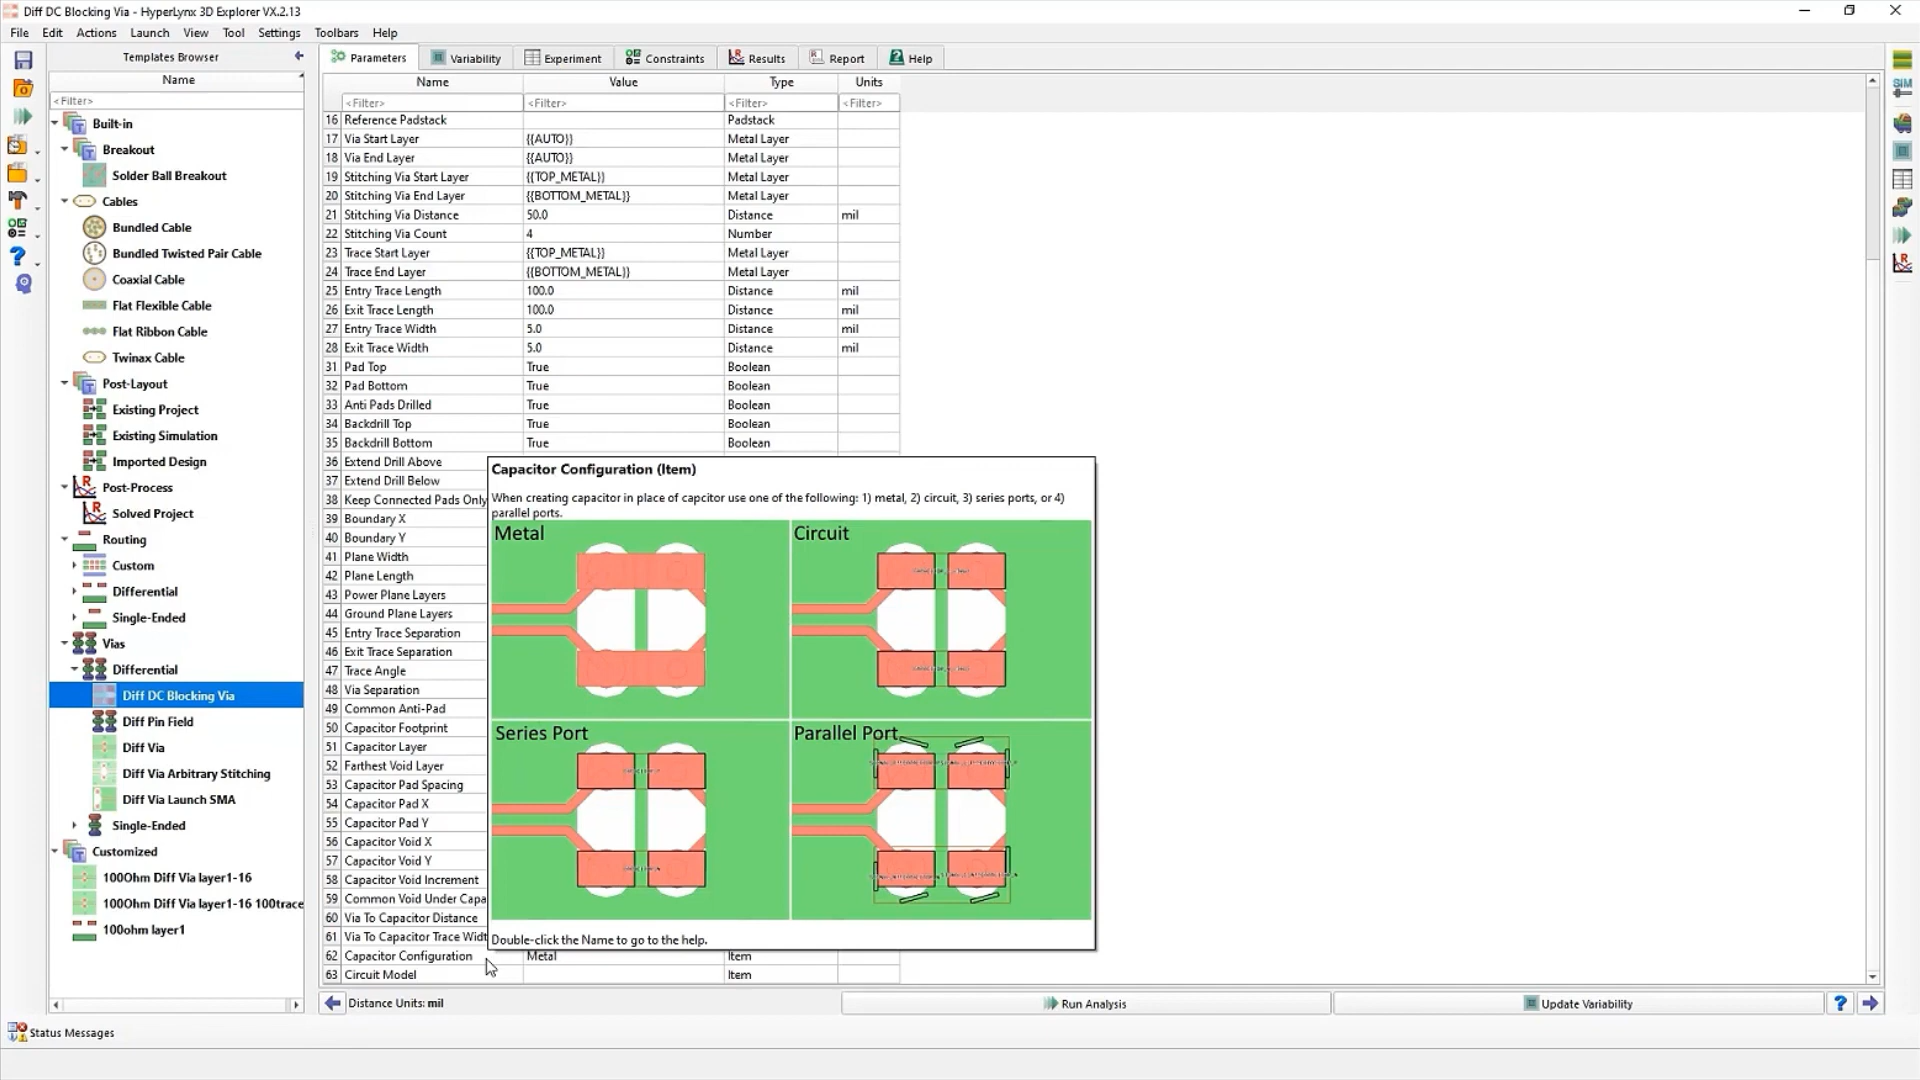 Diff DC Blocking Via - HyperLynx 3D Explorer VX.2.13
File Edit Actions Launch View Tool Settings Toolbars Help
Templates Browser
Name
<Filter>
Built-in
Breakout
Solder Ball Breakout
Cables
Bundled Cable
Bundled Twisted Pair Cable
Coaxial Cable
Flat Flexible Cable
Flat Ribbon Cable
Twinax Cable
Post-Layout
Existing Project
Existing Simulation
Imported Design
Post-Process
Solved Project
Routing
Custom
Differential
Single-Ended
Vias
Differential
Diff DC Blocking Via
Diff Pin Field
Diff Via
Diff Via Arbitrary Stitching
Diff Via Launch SMA
Single-Ended
Customized
100Ohm Diff Via layer1-16
100Ohm Diff Via layer1-16 100trace
100ohm layer1
Parameters Variability Experiment Constraints Results Report Help
Name Value Type Units
<Filter> <Filter> <Filter> <Filter>
16 Reference Padstack Padstack
17 Via Start Layer {{AUTO}} Metal Layer
18 Via End Layer {{AUTO}} Metal Layer
19 Stitching Via Start Layer {{TOP_METAL}} Metal Layer
20 Stitching Via End Layer {{BOTTOM_METAL}} Metal Layer
21 Stitching Via Distance 50.0 Distance mil
22 Stitching Via Count 4 Number
23 Trace Start Layer {{TOP_METAL}} Metal Layer
24 Trace End Layer {{BOTTOM_METAL}} Metal Layer
25 Entry Trace Length 100.0 Distance mil
26 Exit Trace Length 100.0 Distance mil
27 Entry Trace Width 5.0 Distance mil
28 Exit Trace Width 5.0 Distance mil
31 Pad Top True Boolean
32 Pad Bottom True Boolean
33 Anti Pads Drilled True Boolean
34 Backdrill Top True Boolean
35 Backdrill Bottom True Boolean
36 Extend Drill Above
37 Extend Drill Below
38 Keep Connected Pads Only
39 Boundary X
40 Boundary Y
41 Plane Width
42 Plane Length
43 Power Plane Layers
44 Ground Plane Layers
45 Entry Trace Separation
46 Exit Trace Separation
47 Trace Angle
48 Via Separation
49 Common Anti-Pad
50 Capacitor Footprint
51 Capacitor Layer
52 Farthest Void Layer
53 Capacitor Pad Spacing
54 Capacitor Pad X
55 Capacitor Pad Y
56 Capacitor Void X
57 Capacitor Void Y
58 Capacitor Void Increment
59 Common Void Under Capa
60 Via To Capacitor Distance
61 Via To Capacitor Trace Widt
62 Capacitor Configuration Metal Item
63 Circuit Model Item
Capacitor Configuration (Item)
When creating capacitor in place of capcitor use one of the following: 1) metal, 2) circuit, 3) series ports, or 4)
parallel ports.
Metal
Circuit
Series Port
Parallel Port
Double-click the Name to go to the help.
Distance Units: mil
Run Analysis
Update Variability
?
SIM
Status Messages